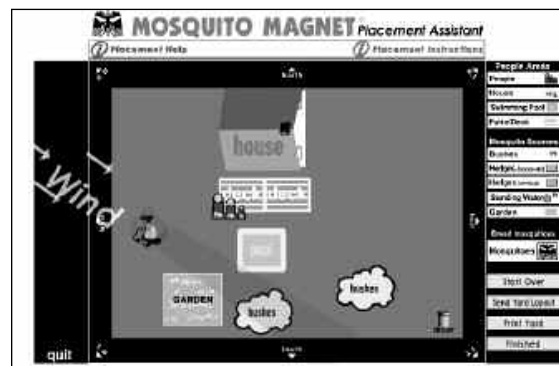 MOSQUITO MAGNET Placement Assistant
Placement Help
Placement Instructions
North
People Areas
People
House
Swimming Pool
Patio/Deck
Mosquito Sources
Bushes
Hedges
Hedges
Standing Water
Garden
Mosquitoes
Start Over
Send Yard Layout
Print Yard
Finished
Wind
house
deck deck
pool
GARDEN
bushes
bushes
South
quit